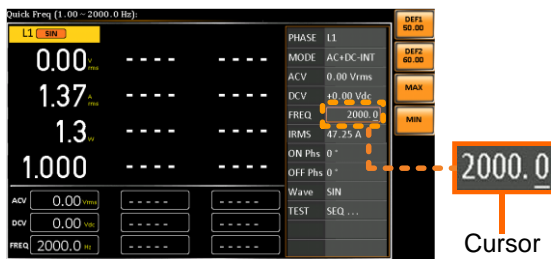 Quick Freq (1.00 ~ 2000.0 Hz):
L1 SIN
0.00 Vrms
- - - -
- - - -
1.37 Arms
- - - -
- - - -
1.3 W
- - - -
- - - -
1.000
- - - -
- - - -
ACV 0.00 Vrms
- - - - -
- - - - -
DCV 0.00 Vdc
- - - - -
- - - - -
FREQ 2000.0 Hz
- - - - -
- - - - -
PHASE L1
MODE AC+DC-INT
ACV 0.00 Vrms
DCV +0.00 Vdc
FREQ 2000.0
IRMS 47.25 A
ON Phs 0 °
OFF Phs 0 °
Wave SIN
TEST SEQ ...
DEF1
50.00
DEF2
60.00
MAX
MIN
2000.0
Cursor